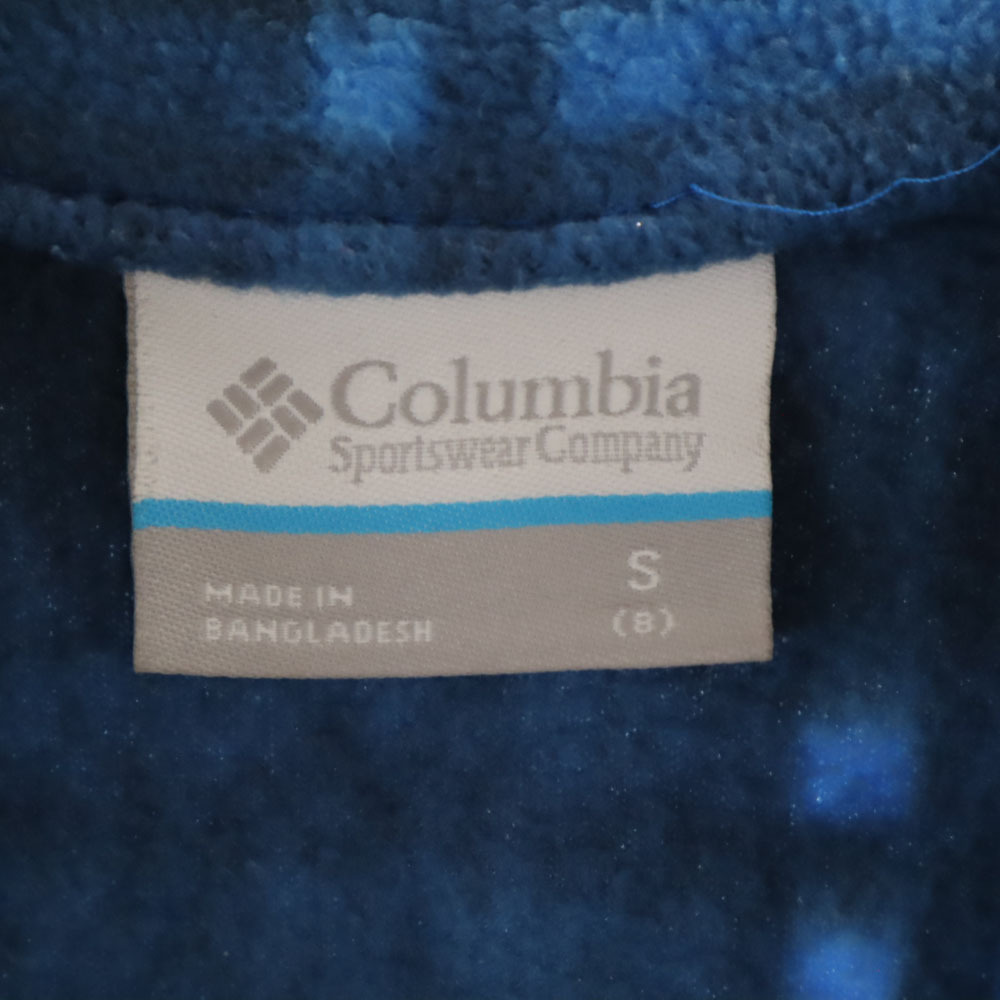 Columbia
Sportswear Company
MADE IN
BANGLADESH
S
(8)